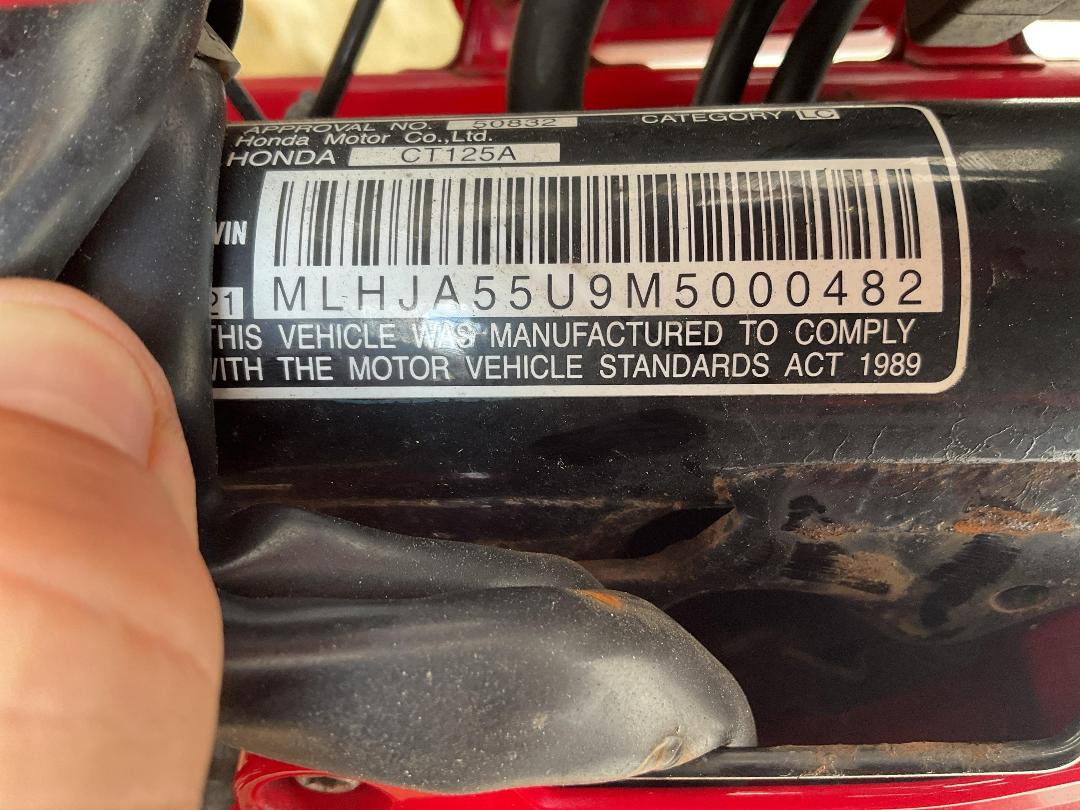 APPROVAL NO. 50832 CATEGORY LC
Honda Motor Co.,Ltd.
HONDA CT125A
VIN
21 MLHJA55U9M5000482
THIS VEHICLE WAS MANUFACTURED TO COMPLY
WITH THE MOTOR VEHICLE STANDARDS ACT 1989